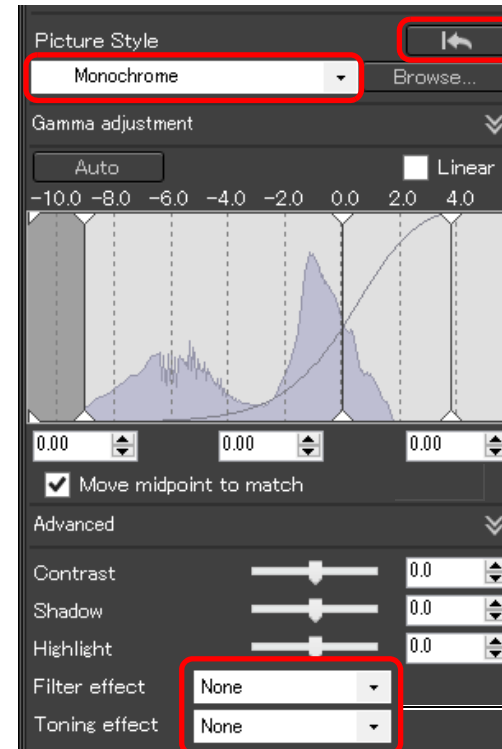 Picture Style
Monochrome Browse...
Gamma adjustment
Auto Linear
-10.0 -8.0 -6.0 -4.0 -2.0 0.0 2.0 4.0
0.00 0.00 0.00
Move midpoint to match
Advanced
Contrast 0.0
Shadow 0.0
Highlight 0.0
Filter effect None
Toning effect None